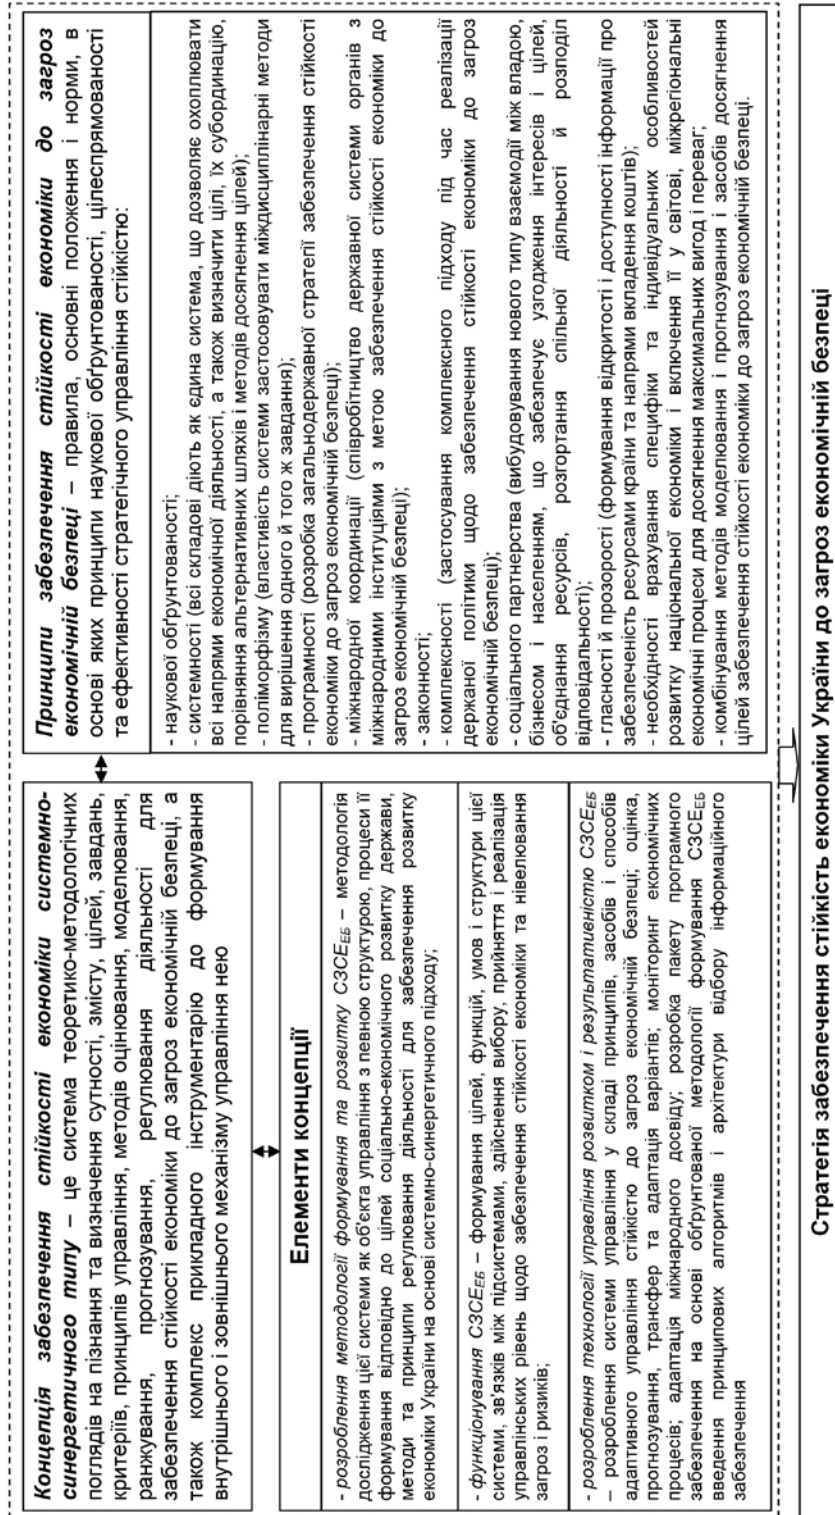 Концепція забезпечення стійкості економіки системно-
синергетичного типу – це система теоретико-методологічних
поглядів на пізнання та визначення сутності, змісту, цілей, завдань,
критеріїв, принципів управління, методів оцінювання, моделювання,
ранжування, прогнозування, регулювання діяльності для
забезпечення стійкості економіки до загроз економічній безпеці, а
також комплекс прикладного інструментарію до формування
внутрішнього і зовнішнього механізму управління нею
Елементи концепції
- розроблення методології формування та розвитку СЗСЕЕБ – методологія
дослідження цієї системи як об'єкта управління з певною структурою, процеси її
формування відповідно до цілей соціально-економічного розвитку держави,
методи та принципи регулювання діяльності для забезпечення розвитку
економіки України на основі системно-синергетичного підходу;
- функціонування СЗСЕЕБ – формування цілей, функцій, умов і структури цієї
системи, зв'язків між підсистемами, здійснення вибору, прийняття і реалізація
управлінських рівень щодо забезпечення стійкості економіки та нівелювання
загроз і ризиків;
- розроблення технології управління розвитком і результативністю СЗСЕЕБ
– розроблення системи управління у складі принципів, засобів і способів
адаптивного управління стійкістю до загроз економічній безпеці; оцінка,
прогнозування, трансфер та адаптація варіантів; моніторинг економічних
процесів; адаптація міжнародного досвіду; розробка пакету програмного
забезпечення на основі обґрунтованої методології формування СЗСЕЕБ
введення принципових алгоритмів і архітектури відбору інформаційного
забезпечення
Принципи забезпечення стійкості економіки до загроз
економічній безпеці – правила, основні положення і норми, в
основі яких принципи наукової обґрунтованості, цілеспрямованості
та ефективності стратегічного управління стійкістю:
- наукової обґрунтованості;
- системності (всі складові діють як єдина система, що дозволяє охоплювати
всі напрями економічної діяльності, а також визначити цілі, їх субординацію,
порівняння альтернативних шляхів і методів досягнення цілей);
- поліморфізму (властивість системи застосовувати міждисциплінарні методи
для вирішення одного й того ж завдання);
- програмності (розробка загальнодержавної стратегії забезпечення стійкості
економіки до загроз економічній безпеці);
- міжнародної координації (співробітництво державної системи органів з
міжнародними інституціями з метою забезпечення стійкості економіки до
загроз економічній безпеці);
- законності;
- комплексності (застосування комплексного підходу під час реалізації
держаної політики щодо забезпечення стійкості економіки до загроз
економічній безпеці);
- соціального партнерства (вибудовування нового типу взаємодії між владою,
бізнесом і населенням, що забезпечує узгодження інтересів і цілей,
об'єднання ресурсів, розгортання спільної діяльності й розподіл
відповідальності);
- гласності й прозорості (формування відкритості і доступності інформації про
забезпеченість ресурсами країни та напрями вкладення коштів);
- необхідності врахування специфіки та індивідуальних особливостей
розвитку національної економіки і включення її у світові, міжрегіональні
економічні процеси для досягнення максимальних вигод і переваг;
- комбінування методів моделювання і прогнозування і засобів досягнення
цілей забезпечення стійкості економіки до загроз економічній безпеці.
Стратегія забезпечення стійкість економіки України до загроз економічній безпеці